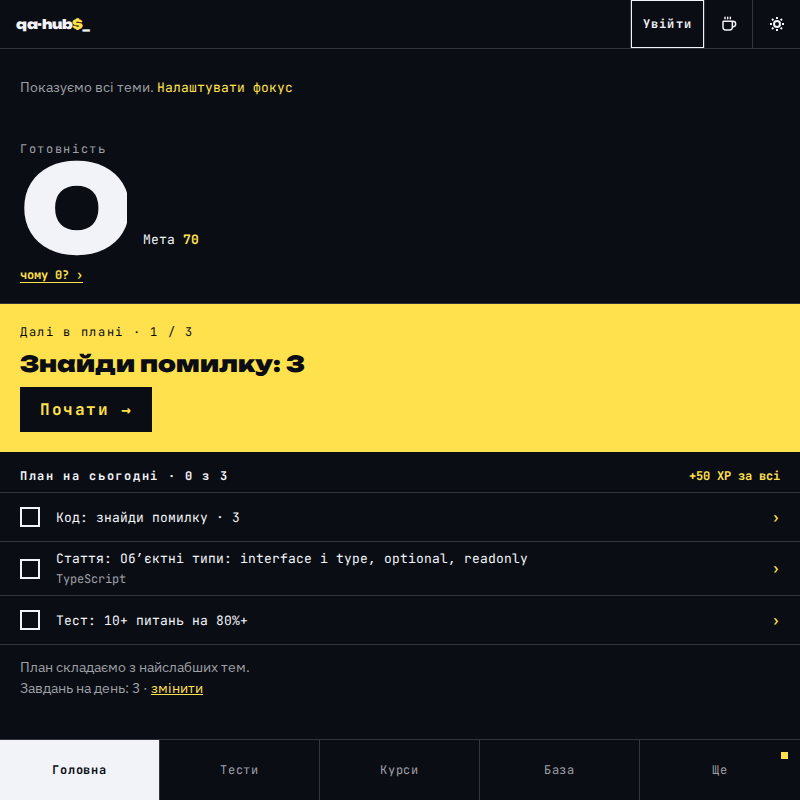 qa·hub$_
Увійти
Показуємо всі теми. Налаштувати фокус
Готовність
0
Мета 70
чому 0? ›
Далі в плані · 1 / 3
Знайди помилку: 3
Почати →
План на сьогодні · 0 з 3
+50 XP за всі
Код: знайди помилку · 3 ›
Стаття: Обʼєктні типи: interface і type, optional, readonly ›
TypeScript
Тест: 10+ питань на 80%+ ›
План складаємо з найслабших тем.
Завдань на день: 3 · змінити
Головна
Тести
Курси
База
Ще